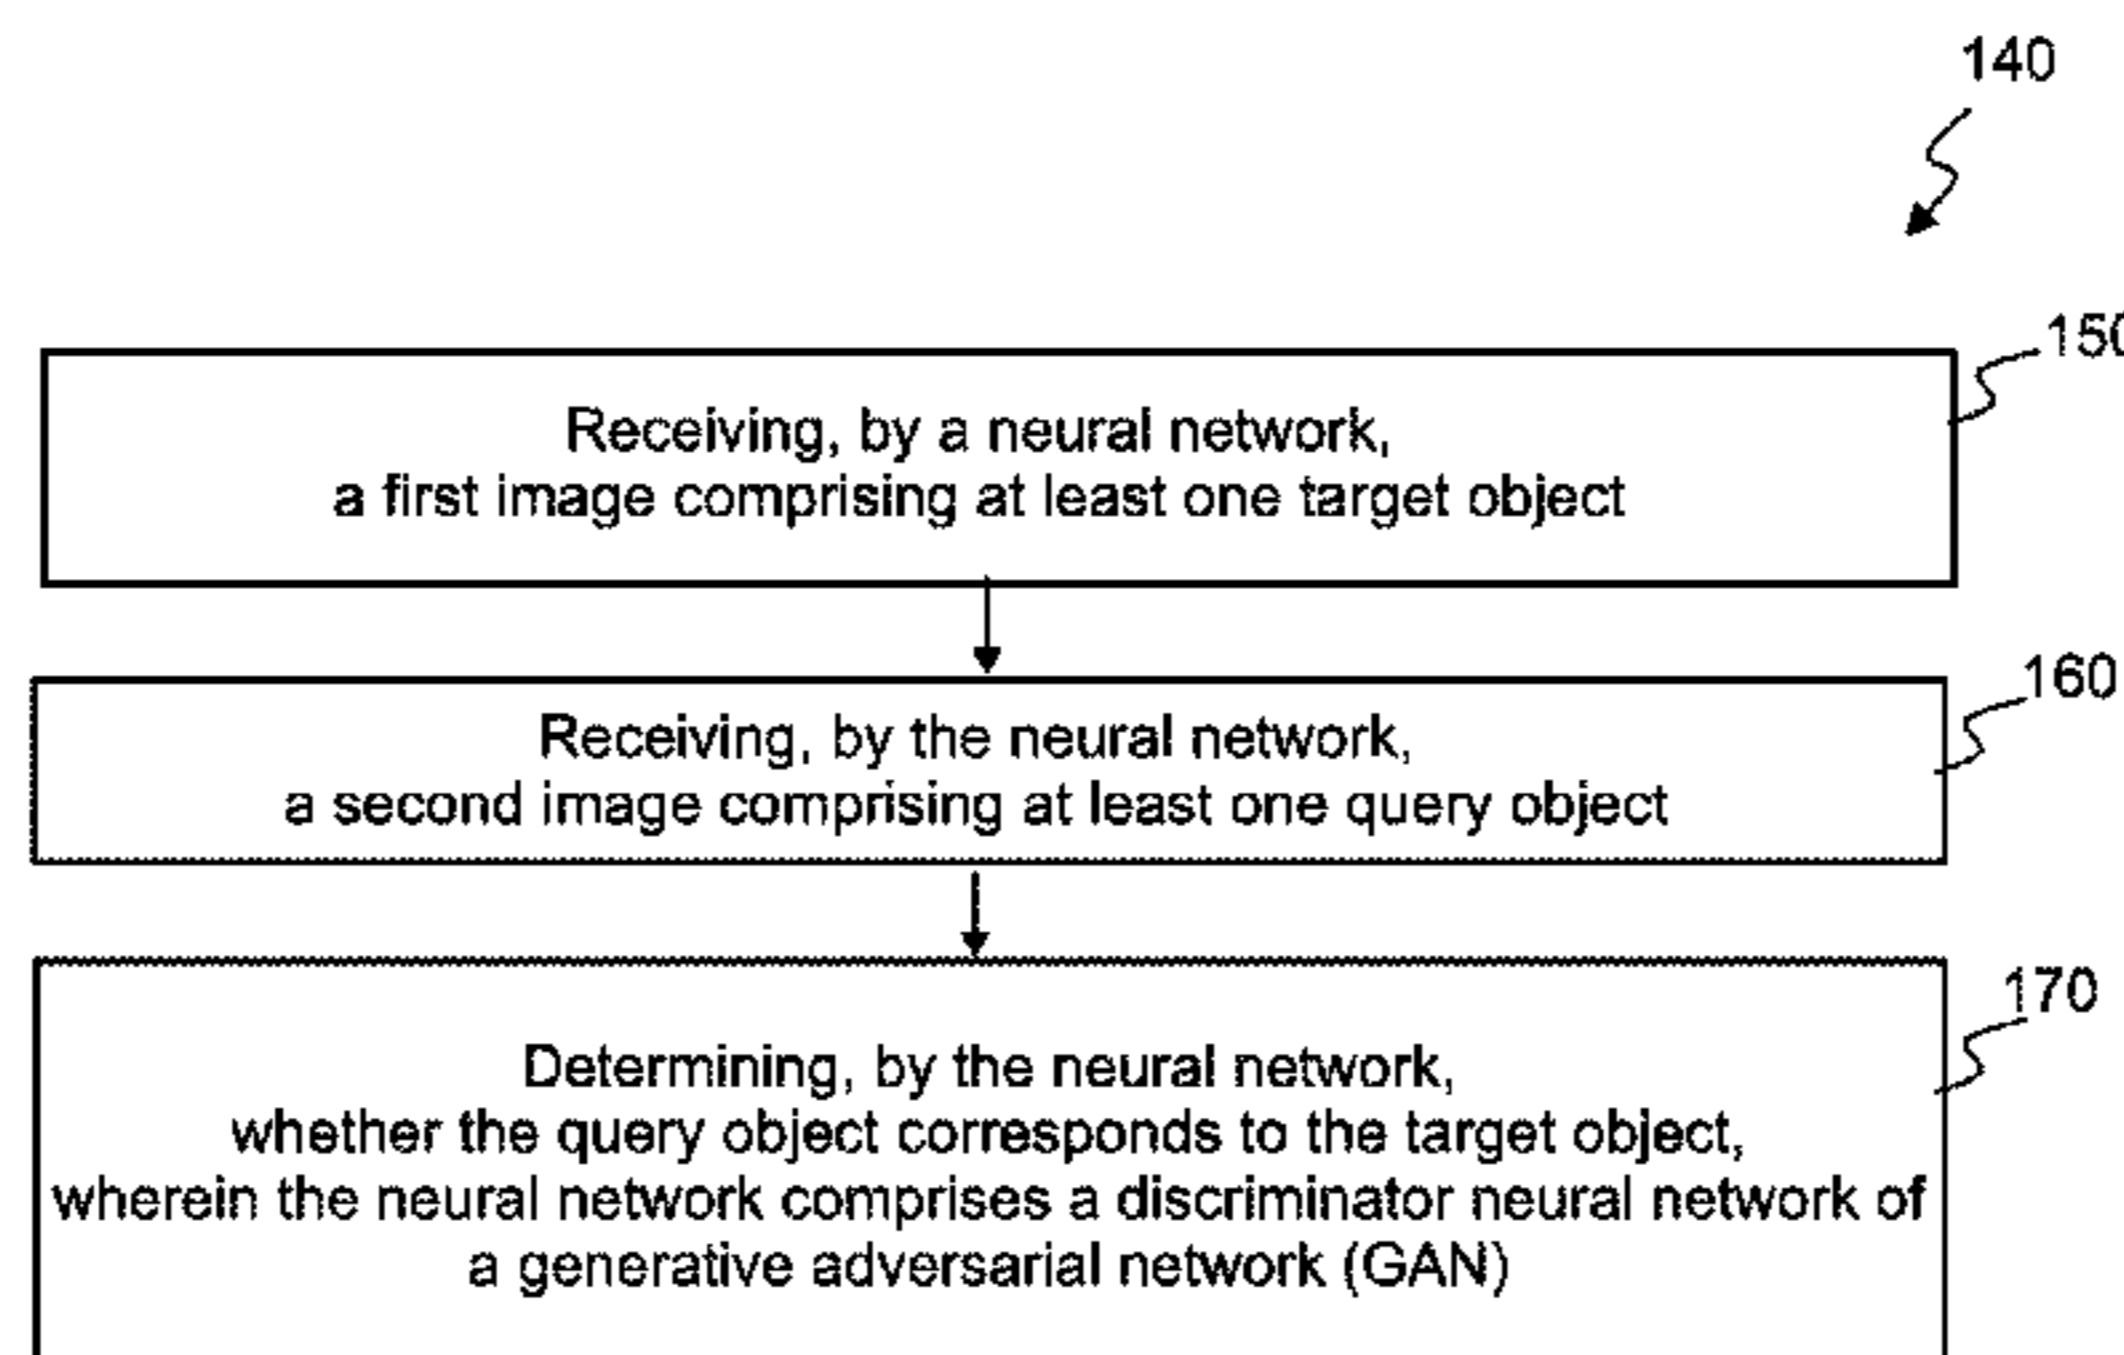 140
150
Receiving, by a neural network,
a first image comprising at least one target object
160
Receiving, by the neural network,
a second image comprising at least one query object
170
Determining, by the neural network,
whether the query object corresponds to the target object,
wherein the neural network comprises a discriminator neural network of
a generative adversarial network (GAN)